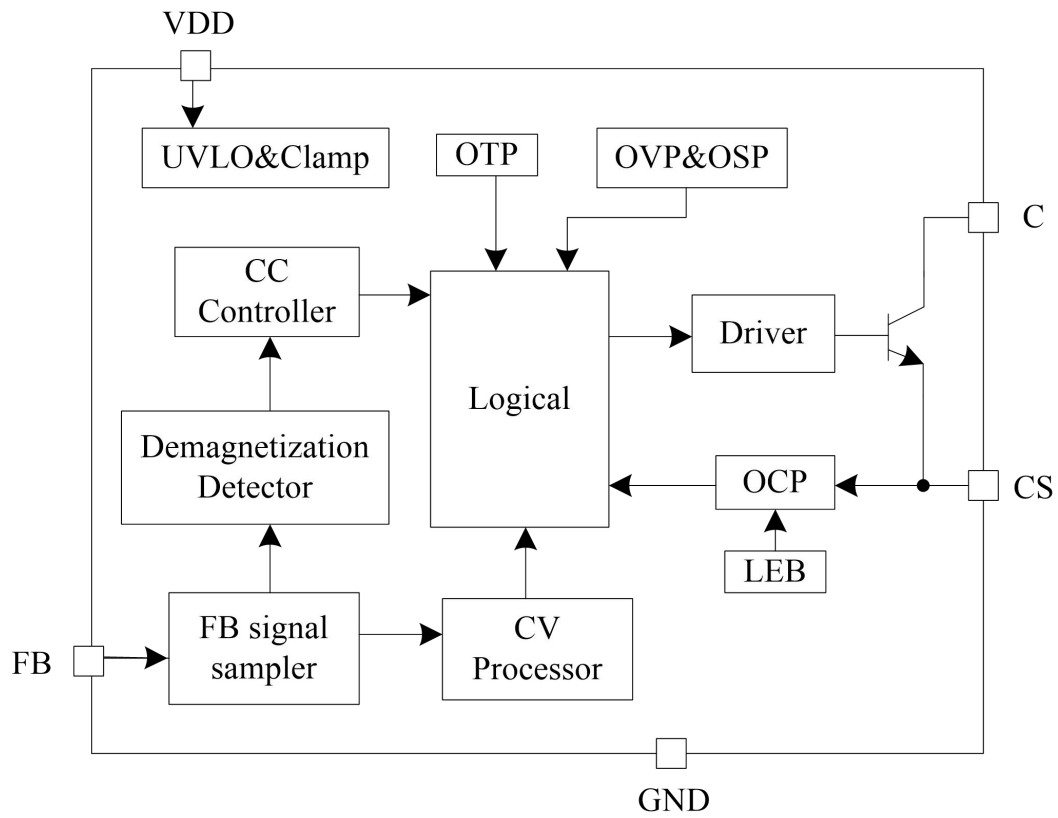 VDD
UVLO&Clamp
OTP
OVP&OSP
C
CC
Controller
Driver
Logical
Demagnetization
Detector
OCP
CS
LEB
FB
FB signal
sampler
CV
Processor
GND